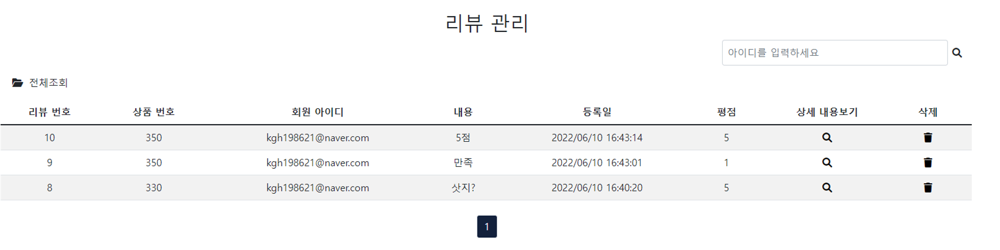 리뷰 관리
아이디를 입력하세요
전체조회
리뷰 번호 상품 번호 회원 아이디 내용 등록일 평점 상세 내용보기 삭제
10 350 kgh198621@naver.com 5점 2022/06/10 16:43:14 5
9 350 kgh198621@naver.com 만족 2022/06/10 16:43:01 1
8 330 kgh198621@naver.com 삿지? 2022/06/10 16:40:20 5
1